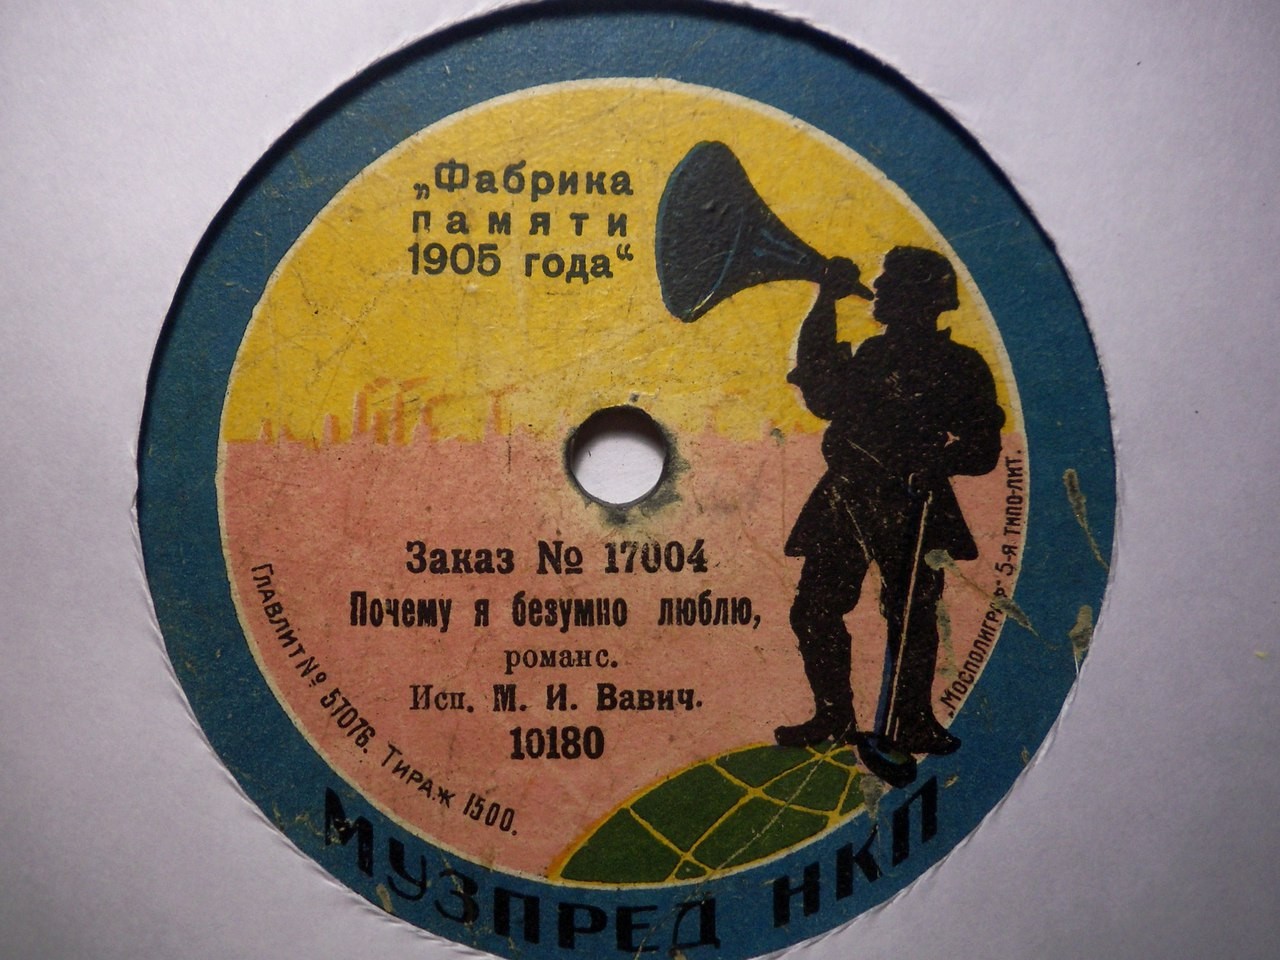 „Фабрика
памяти
1905 года“
Заказ № 17004
Почему я безумно люблю,
романс.
Исп. М. И. Вавич.
10180
Главлит № 57076. Тираж 1500.
„Мосполиграф“ 5-я типо-лит.
МУЗПРЕД НКП